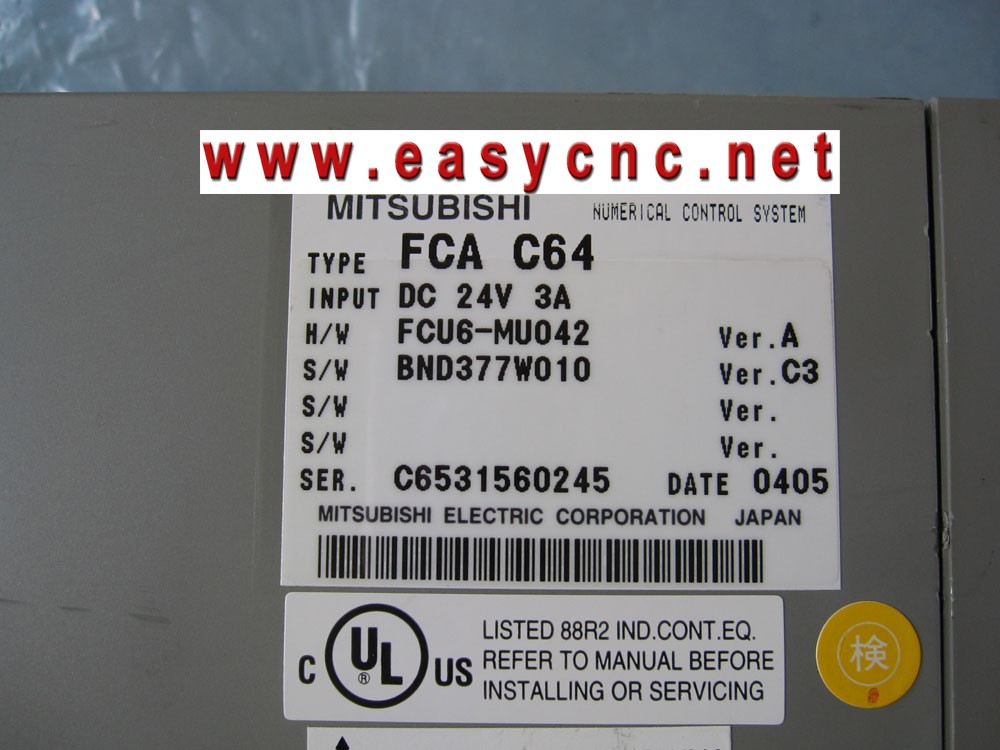 www.easycnc.net
MITSUBISHI NUMERICAL CONTROL SYSTEM
TYPE FCA C64
INPUT DC 24V 3A
H/W FCU6-MU042 Ver.A
S/W BND377W010 Ver.C3
S/W Ver.
S/W Ver.
SER. C6531560245 DATE 0405
MITSUBISHI ELECTRIC CORPORATION JAPAN
C UL ® US
LISTED 88R2 IND.CONT.EQ.
REFER TO MANUAL BEFORE
INSTALLING OR SERVICING
検